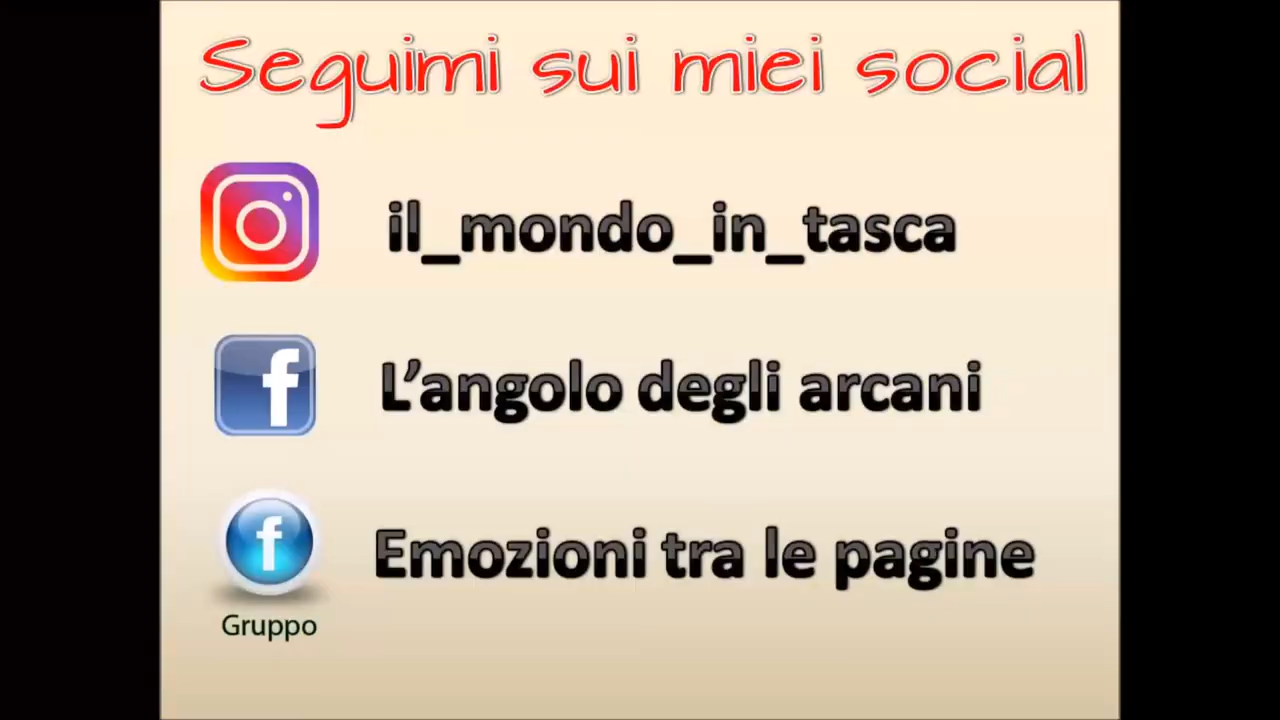 Seguimi sui miei social
il_mondo_in_tasca
L’angolo degli arcani
Emozioni tra le pagine
Gruppo